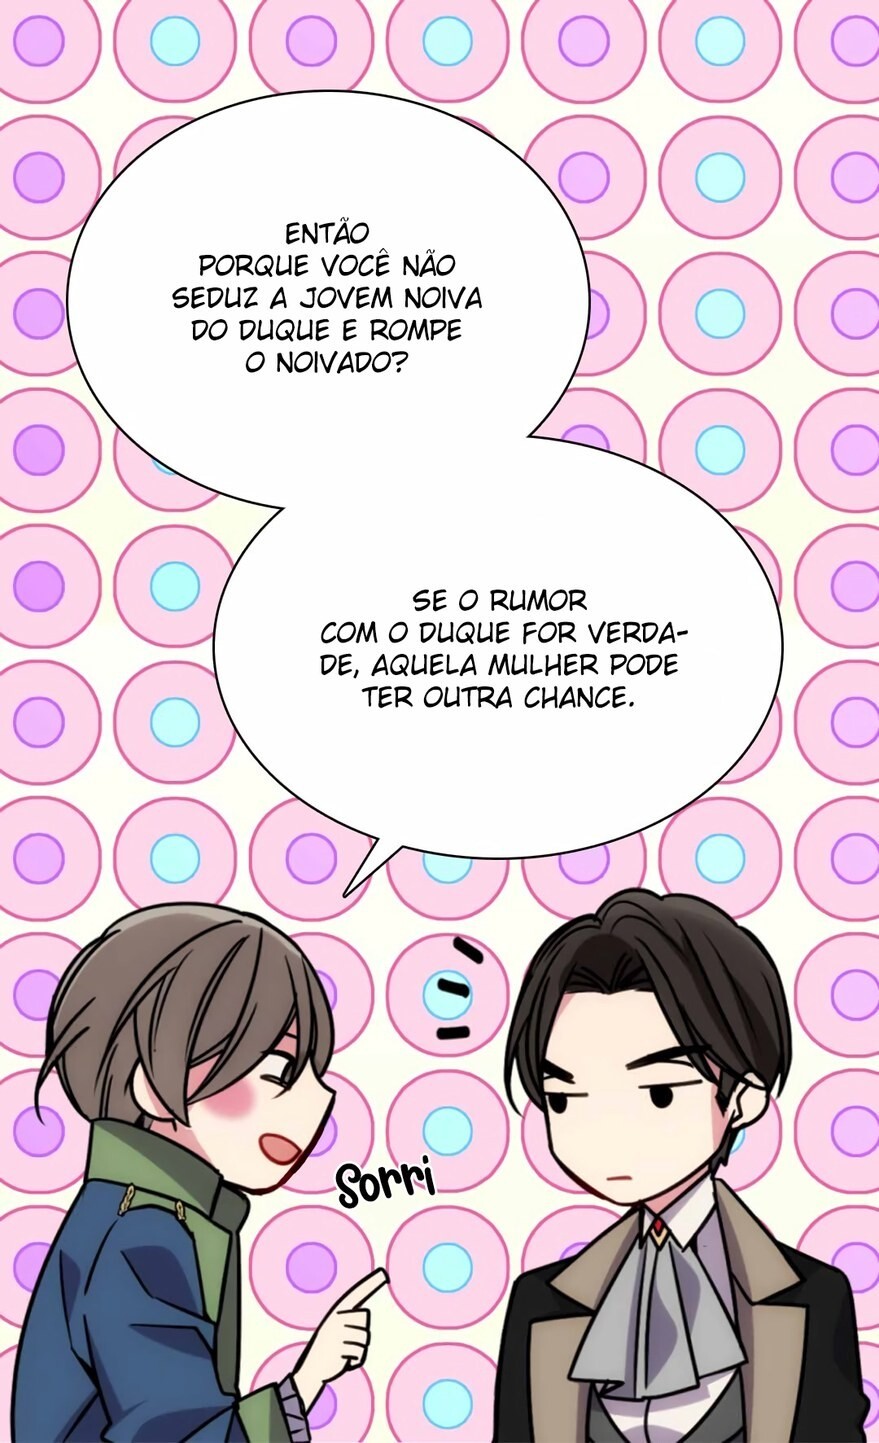 ENTÃO
PORQUE VOCÊ NÃO
SEDUZ A JOVEM NOIVA
DO DUQUE E ROMPE
O NOIVADO?
SE O RUMOR
COM O DUQUE FOR VERDA-
DE, AQUELA MULHER PODE
TER OUTRA CHANCE.
Sorri